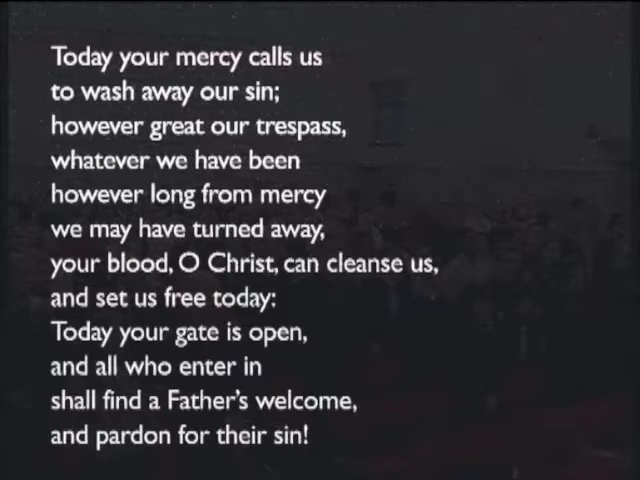 Today your mercy calls us
to wash away our sin;
however great our trespass,
whatever we have been
however long from mercy
we may have turned away,
your blood, O Christ, can cleanse us,
and set us free today:
Today your gate is open,
and all who enter in
shall find a Father's welcome,
and pardon for their sin!